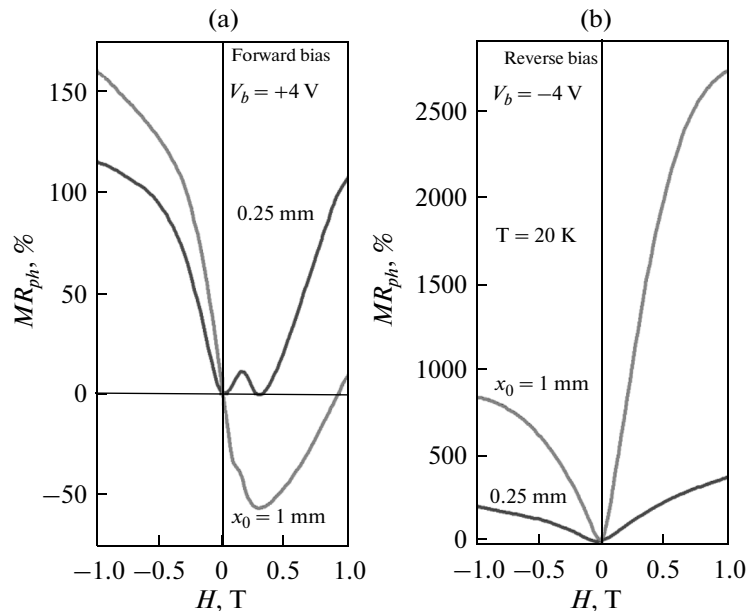 (a)
Forward bias
V_b = +4 V
0.25 mm
x_0 = 1 mm
MR_ph, %
150
100
50
0
−50
−1.0 −0.5 0 0.5 1.0
H, T
(b)
Reverse bias
V_b = −4 V
T = 20 K
x_0 = 1 mm
0.25 mm
MR_ph, %
2500
2000
1500
1000
500
0
−1.0 −0.5 0 0.5 1.0
H, T